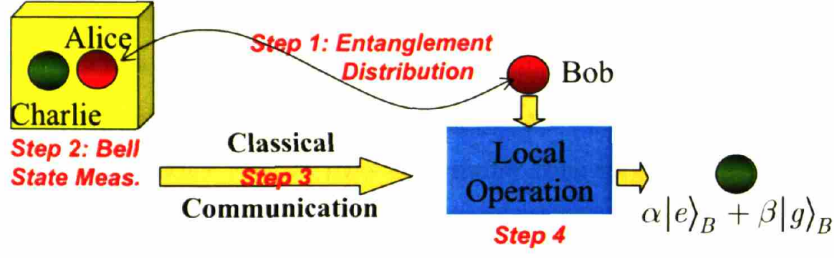 Alice
Charlie
Step 1: Entanglement
Distribution
Bob
Step 2: Bell
State Meas.
Classical
Step 3
Communication
Local
Operation
Step 4
α|e⟩_B + β|g⟩_B